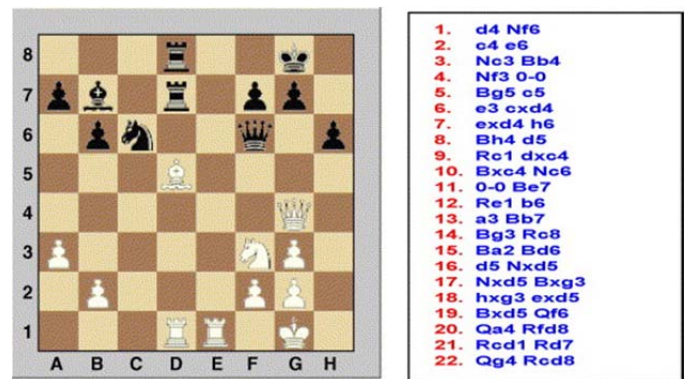 8
7
6
5
4
3
2
1
A B C D E F G H
1. d4 Nf6
2. c4 e6
3. Nc3 Bb4
4. Nf3 0-0
5. Bg5 c5
6. e3 cxd4
7. exd4 h6
8. Bh4 d5
9. Rc1 dxc4
10. Bxc4 Nc6
11. 0-0 Be7
12. Re1 b6
13. a3 Bb7
14. Bg3 Rc8
15. Ba2 Bd6
16. d5 Nxd5
17. Nxd5 Bxg3
18. hxg3 exd5
19. Bxd5 Qf6
20. Qa4 Rfd8
21. Rcd1 Rd7
22. Qg4 Rcd8